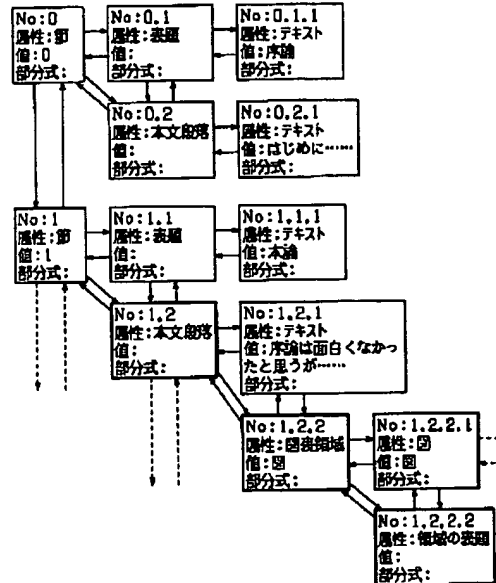 No:0
属性:節
値:0
部分式:
No:0.1
属性:表題
値:
部分式:
No:0.1.1
属性:テキスト
値:序論
部分式:
No:0.2
属性:本文段落
値:
部分式:
No:0.2.1
属性:テキスト
値:はじめに……
部分式:
No:1
属性:節
値:1
部分式:
No:1.1
属性:表題
値:
部分式:
No:1.1.1
属性:テキスト
値:本論
部分式:
No:1.2
属性:本文段落
値:
部分式:
No:1.2.1
属性:テキスト
値:序論は面白くなかっ
たと思うが……
部分式:
No:1.2.2
属性:図表領域
値:図
部分式:
No:1.2.2.1
属性:図
値:図
部分式:
No:1.2.2.2
属性:領域の表題
値:
部分式: